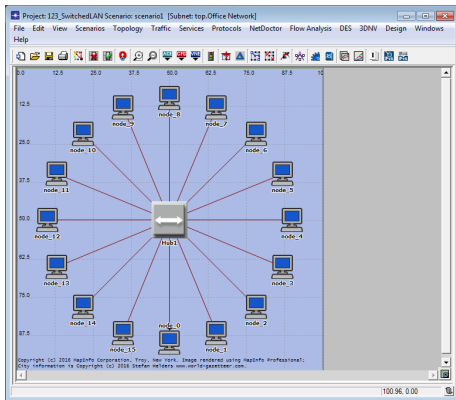 Project: 123_SwitchedLAN Scenario: scenario1 [Subnet: top.Office Network]
File Edit View Scenarios Topology Traffic Services Protocols NetDoctor Flow Analysis DES 3DNV Design Windows
Help
0.0 12.5 25.0 37.5 50.0 62.5 75.0 87.5 10
12.5
25.0
37.5
50.0
62.5
75.0
87.5
node_8
node_9
node_7
node_10
node_6
node_11
node_5
node_12
Hub1
node_4
node_13
node_3
node_14
node_2
node_15
node_0
node_1
Copyright (c) 2016 MapInfo Corporation, Troy, New York. Image rendered using MapInfo Professional;
City information is Copyright (c) 2016 Stefan Helders www.world-gazetteer.com.
100.96, 0.00